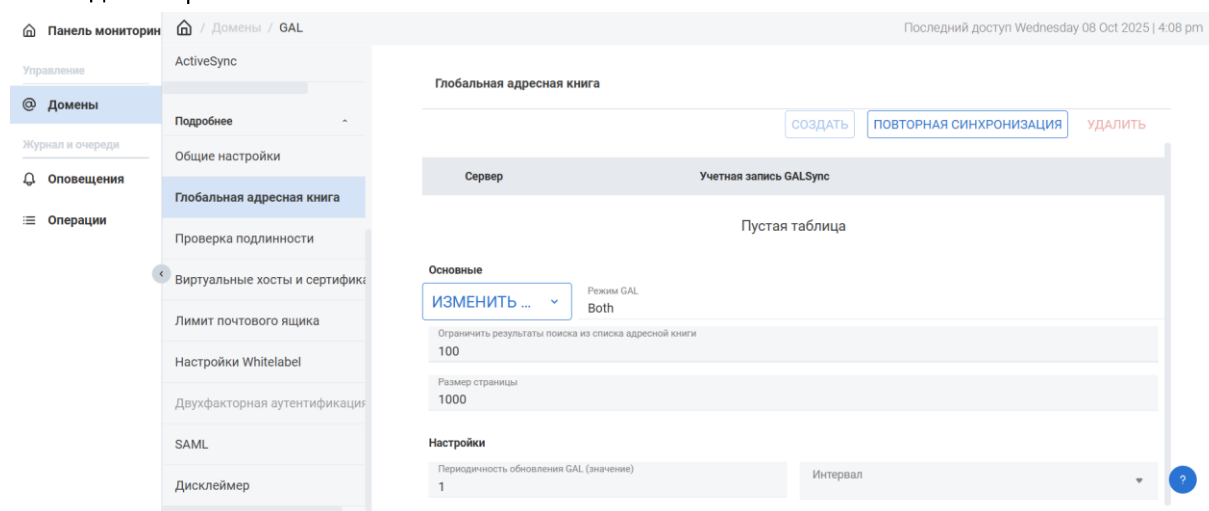 Панель монитори
/ Домены / GAL
Последний доступ Wednesday 08 Oct 2025 | 4:08 pm
Управление
Домены
Журнал и очереди
Оповещения
Операции
ActiveSync
Подробнее
Общие настройки
Глобальная адресная книга
Проверка подлинности
Виртуальные хосты и сертифика
Лимит почтового ящика
Настройки Whitelabel
Двухфакторная аутентификация
SAML
Дисклеймер
Глобальная адресная книга
СОЗДАТЬ ПОВТОРНАЯ СИНХРОНИЗАЦИЯ УДАЛИТЬ
Сервер Учетная запись GALSync
Пустая таблица
Основные
ИЗМЕНИТЬ ...
Режим GAL
Both
Ограничить результаты поиска из списка адресной книги
100
Размер страницы
1000
Настройки
Периодичность обновления GAL (значение)
1
Интервал
?